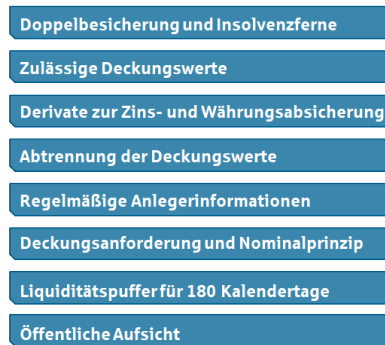 Doppelbesicherung und Insolvenzferne
Zulässige Deckungswerte
Derivate zur Zins- und Währungsabsicherung
Abtrennung der Deckungswerte
Regelmäßige Anlegerinformationen
Deckungsanforderung und Nominalprinzip
Liquiditätspuffer für 180 Kalendertage
Öffentliche Aufsicht